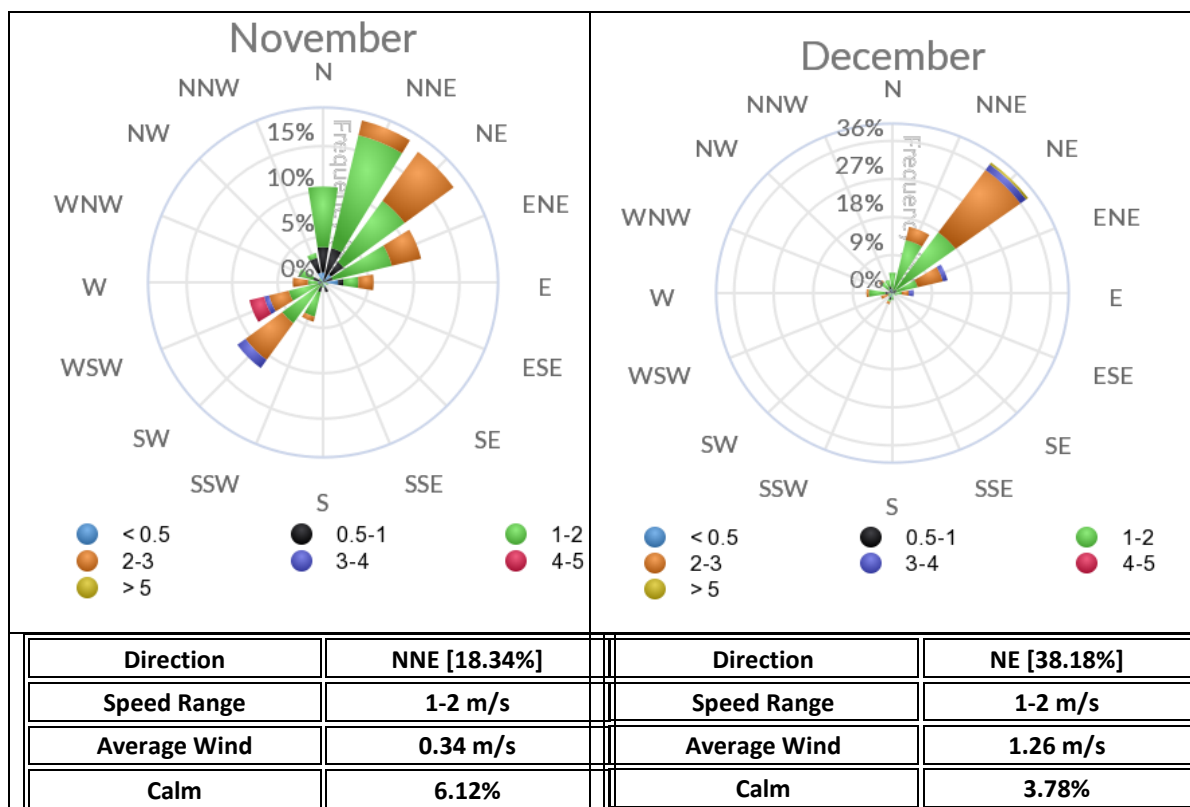 November
N
NNW
NNE
NW
NE
WNW
ENE
W
E
WSW
ESE
SW
SE
SSW
SSE
S
15%
10%
5%
0%
Frequency
< 0.5
0.5-1
1-2
2-3
3-4
4-5
> 5
December
N
NNW
NNE
NW
NE
WNW
ENE
W
E
WSW
ESE
SW
SE
SSW
SSE
S
36%
27%
18%
9%
0%
Frequency
< 0.5
0.5-1
1-2
2-3
3-4
4-5
> 5
Direction NNE [18.34%]
Speed Range 1-2 m/s
Average Wind 0.34 m/s
Calm 6.12%
Direction NE [38.18%]
Speed Range 1-2 m/s
Average Wind 1.26 m/s
Calm 3.78%